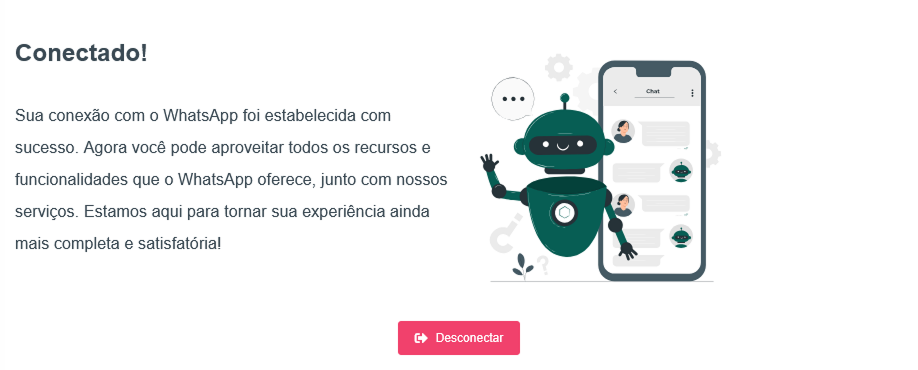 Conectado!
Sua conexão com o WhatsApp foi estabelecida com
sucesso. Agora você pode aproveitar todos os recursos e
funcionalidades que o WhatsApp oferece, junto com nossos
serviços. Estamos aqui para tornar sua experiência ainda
mais completa e satisfatória!
Chat
Desconectar